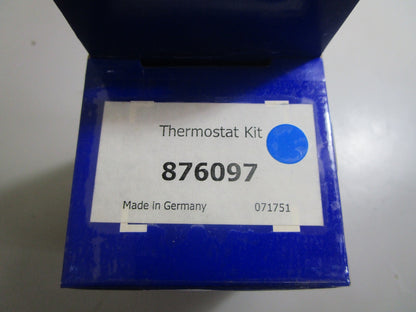 Thermostat Kit
876097
Made in Germany 071751